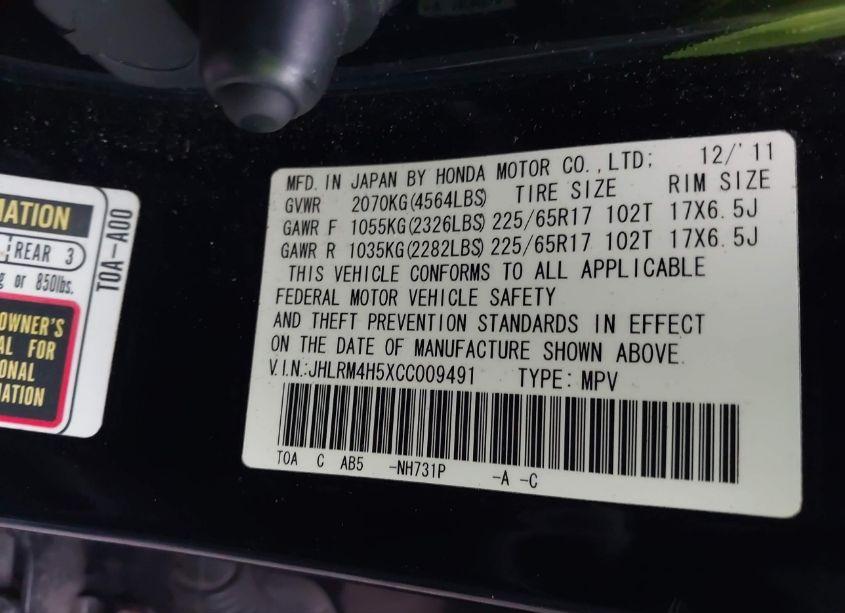 MATION
REAR 3
g or 850lbs.
OWNER'S
AL FOR
ONAL
MATION
T0A-A00
MFD. IN JAPAN BY HONDA MOTOR CO.,LTD; 12/'11
GVWR 2070KG(4564LBS) TIRE SIZE RIM SIZE
GAWR F 1055KG(2326LBS) 225/65R17 102T 17X6.5J
GAWR R 1035KG(2282LBS) 225/65R17 102T 17X6.5J
THIS VEHICLE CONFORMS TO ALL APPLICABLE
FEDERAL MOTOR VEHICLE SAFETY
AND THEFT PREVENTION STANDARDS IN EFFECT
ON THE DATE OF MANUFACTURE SHOWN ABOVE.
V.I.N.:JHLRM4H5XCC009491 TYPE: MPV
T0A C AB5 -NH731P -A -C